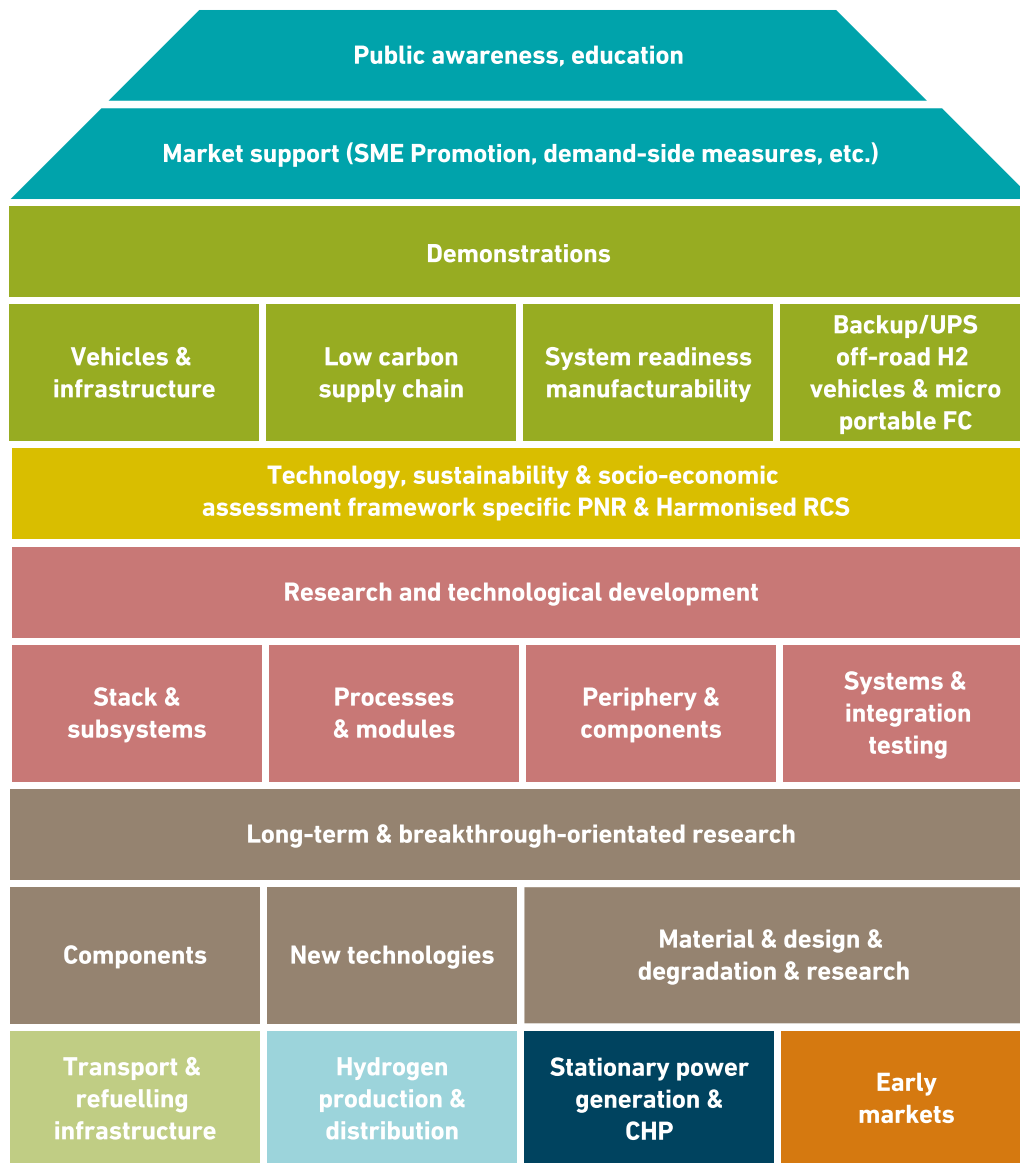 Public awareness, education
Market support (SME Promotion, demand-side measures, etc.)
Demonstrations
Vehicles &
infrastructure
Low carbon
supply chain
System readiness
manufacturability
Backup/UPS
off-road H2
vehicles & micro
portable FC
Technology, sustainability & socio-economic
assessment framework specific PNR & Harmonised RCS
Research and technological development
Stack &
subsystems
Processes
& modules
Periphery &
components
Systems &
integration
testing
Long-term & breakthrough-orientated research
Components
New technologies
Material & design &
degradation & research
Transport &
refuelling
infrastructure
Hydrogen
production &
distribution
Stationary power
generation &
CHP
Early
markets